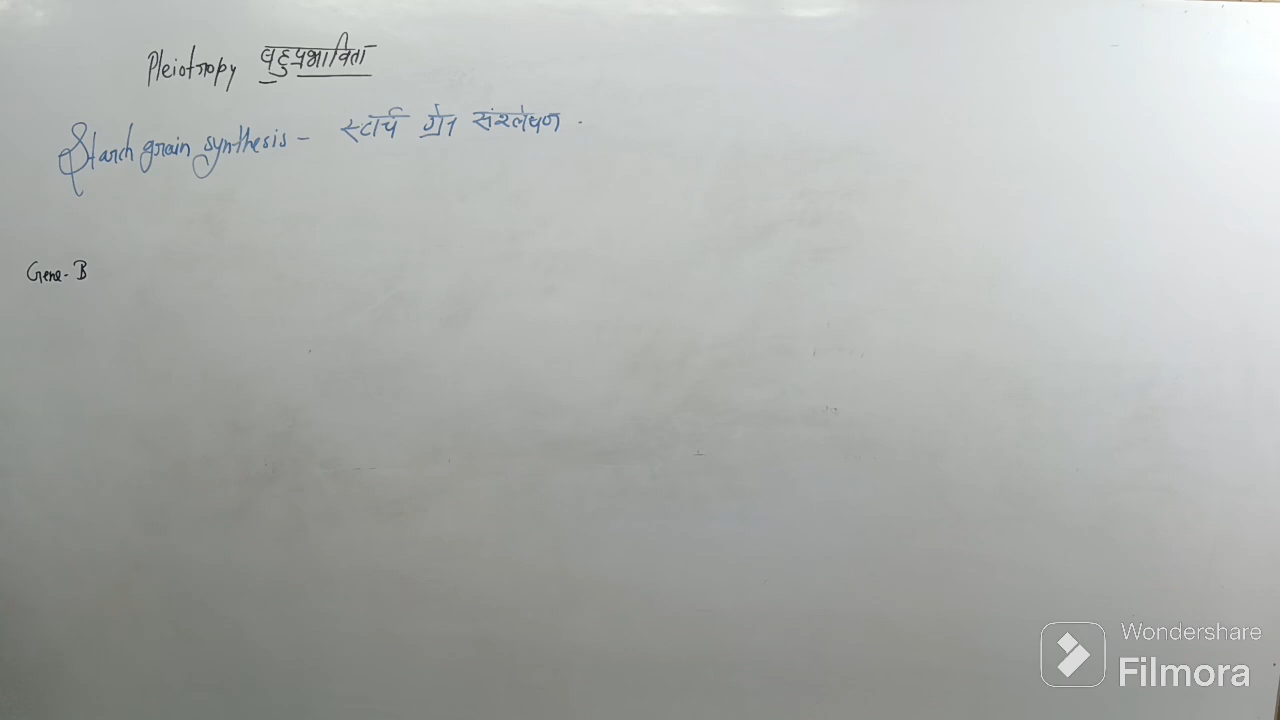 Pleiotropy बहुप्रभाविता
Starch grain synthesis - स्टार्च ग्रेन संश्लेषण .
Gene- B
Wondershare
Filmora